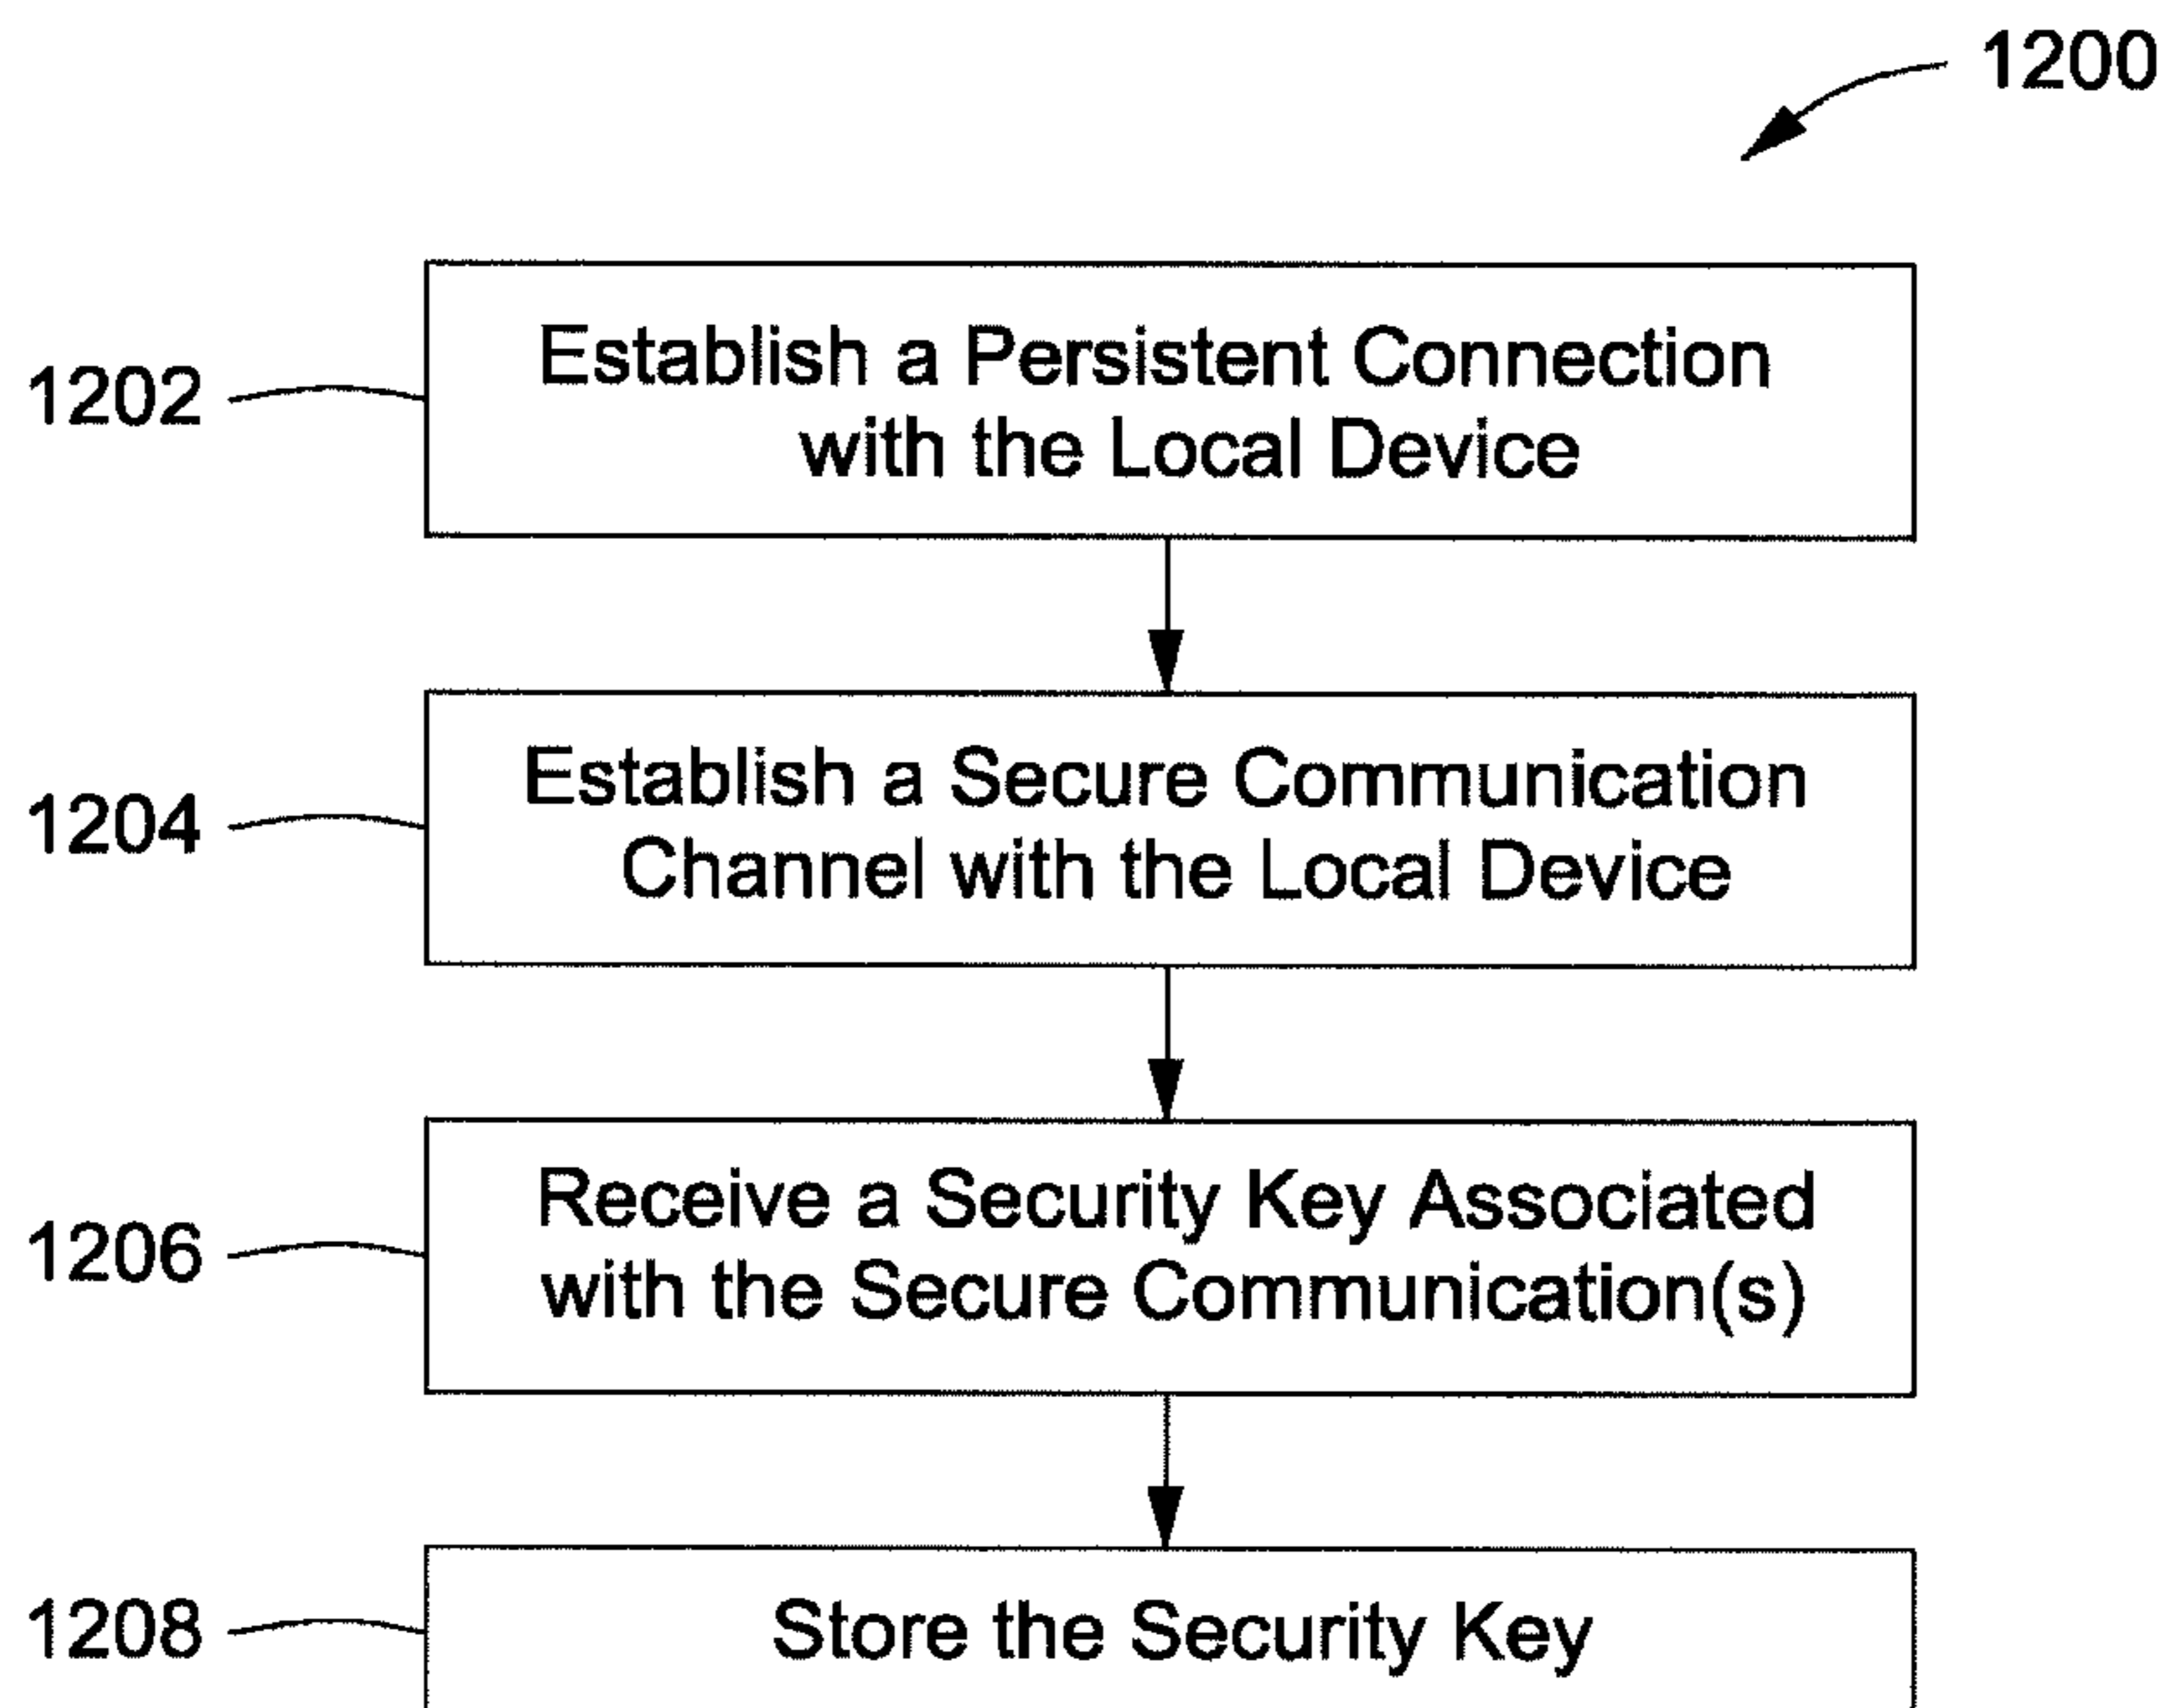 1200
1202
Establish a Persistent Connection
with the Local Device
1204
Establish a Secure Communication
Channel with the Local Device
1206
Receive a Security Key Associated
with the Secure Communication(s)
1208
Store the Security Key